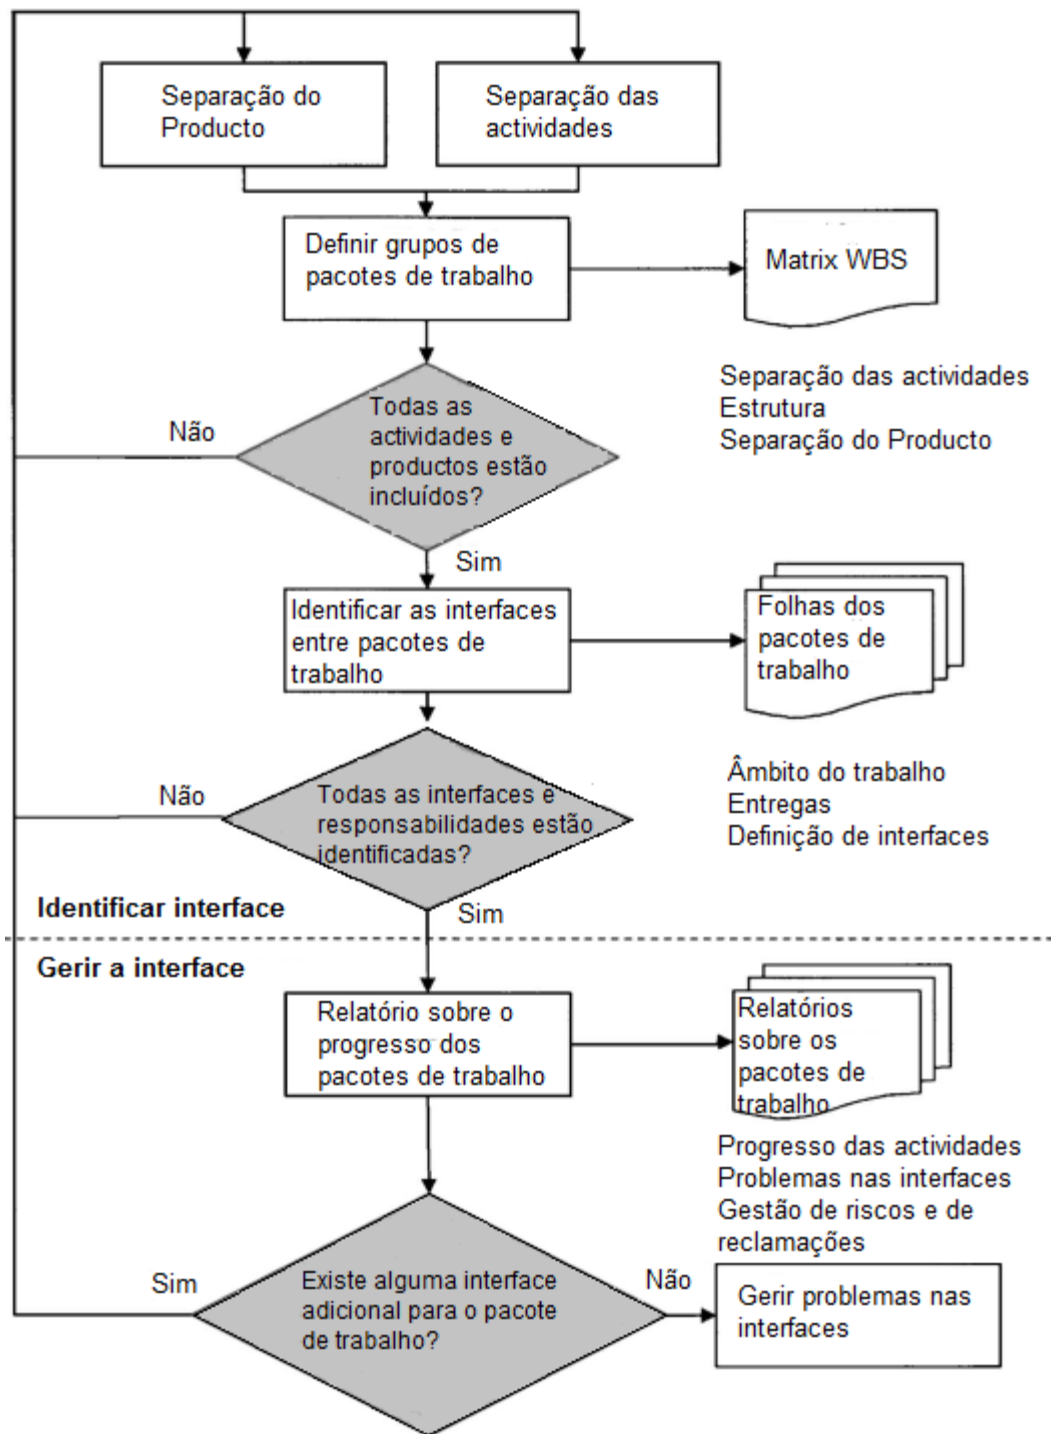 Separação do
Producto
Separação das
actividades
Definir grupos de
pacotes de trabalho
Matrix WBS
Separação das actividades
Estrutura
Separação do Producto
Todas as
actividades e
productos estão
incluídos?
Não
Sim
Identificar as interfaces
entre pacotes de
trabalho
Folhas dos
pacotes de
trabalho
Âmbito do trabalho
Entregas
Definição de interfaces
Não
Todas as interfaces e
responsabilidades estão
identificadas?
Sim
Identificar interface
Gerir a interface
Relatório sobre o
progresso dos
pacotes de trabalho
Relatórios
sobre os
pacotes de
trabalho
Progresso das actividades
Problemas nas interfaces
Gestão de riscos e de
reclamações
Sim
Existe alguma interface
adicional para o pacote
de trabalho?
Não
Gerir problemas nas
interfaces